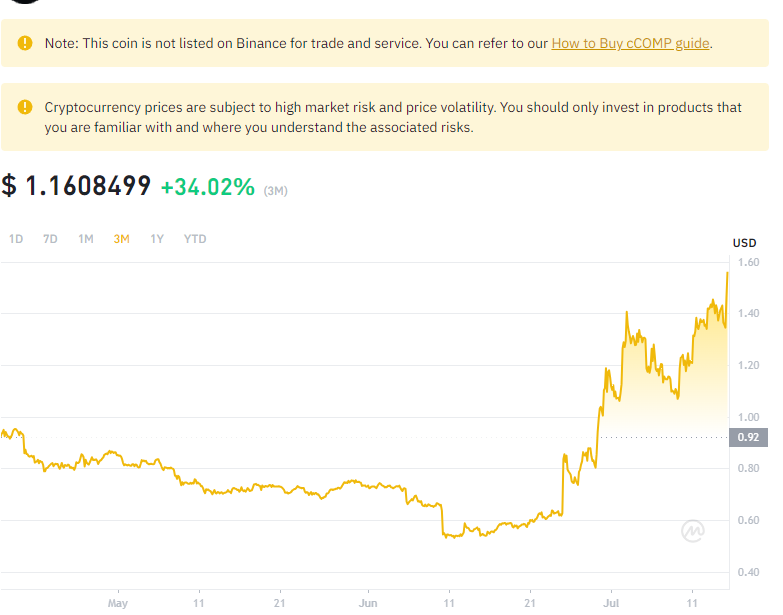 Note: This coin is not listed on Binance for trade and service. You can refer to our How to Buy cCOMP guide.
Cryptocurrency prices are subject to high market risk and price volatility. You should only invest in products that
you are familiar with and where you understand the associated risks.
$ 1.1608499 +34.02% (3M)
1D 7D 1M 3M 1Y YTD
USD
1.60
1.40
1.20
1.00
0.92
0.80
0.60
0.40
May 11 21 Jun 11 21 Jul 11